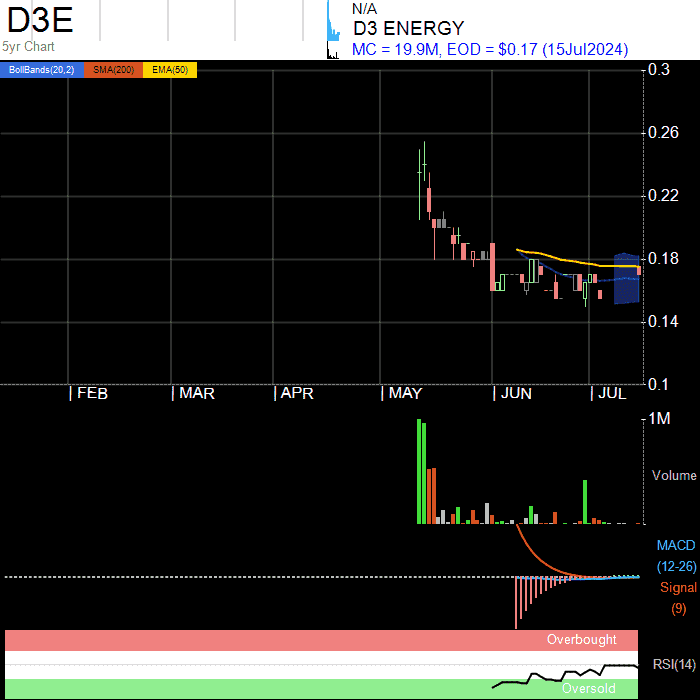 D3E
5yr Chart
N/A
D3 ENERGY
MC = 19.9M, EOD = $0.17 (15Jul2024)
BollBands(20,2) SMA(200) EMA(50)
0.3
0.26
0.22
0.18
0.14
0.1
FEB MAR APR MAY JUN JUL
1M
Volume
MACD
(12-26)
Signal
(9)
Overbought
RSI(14)
Oversold